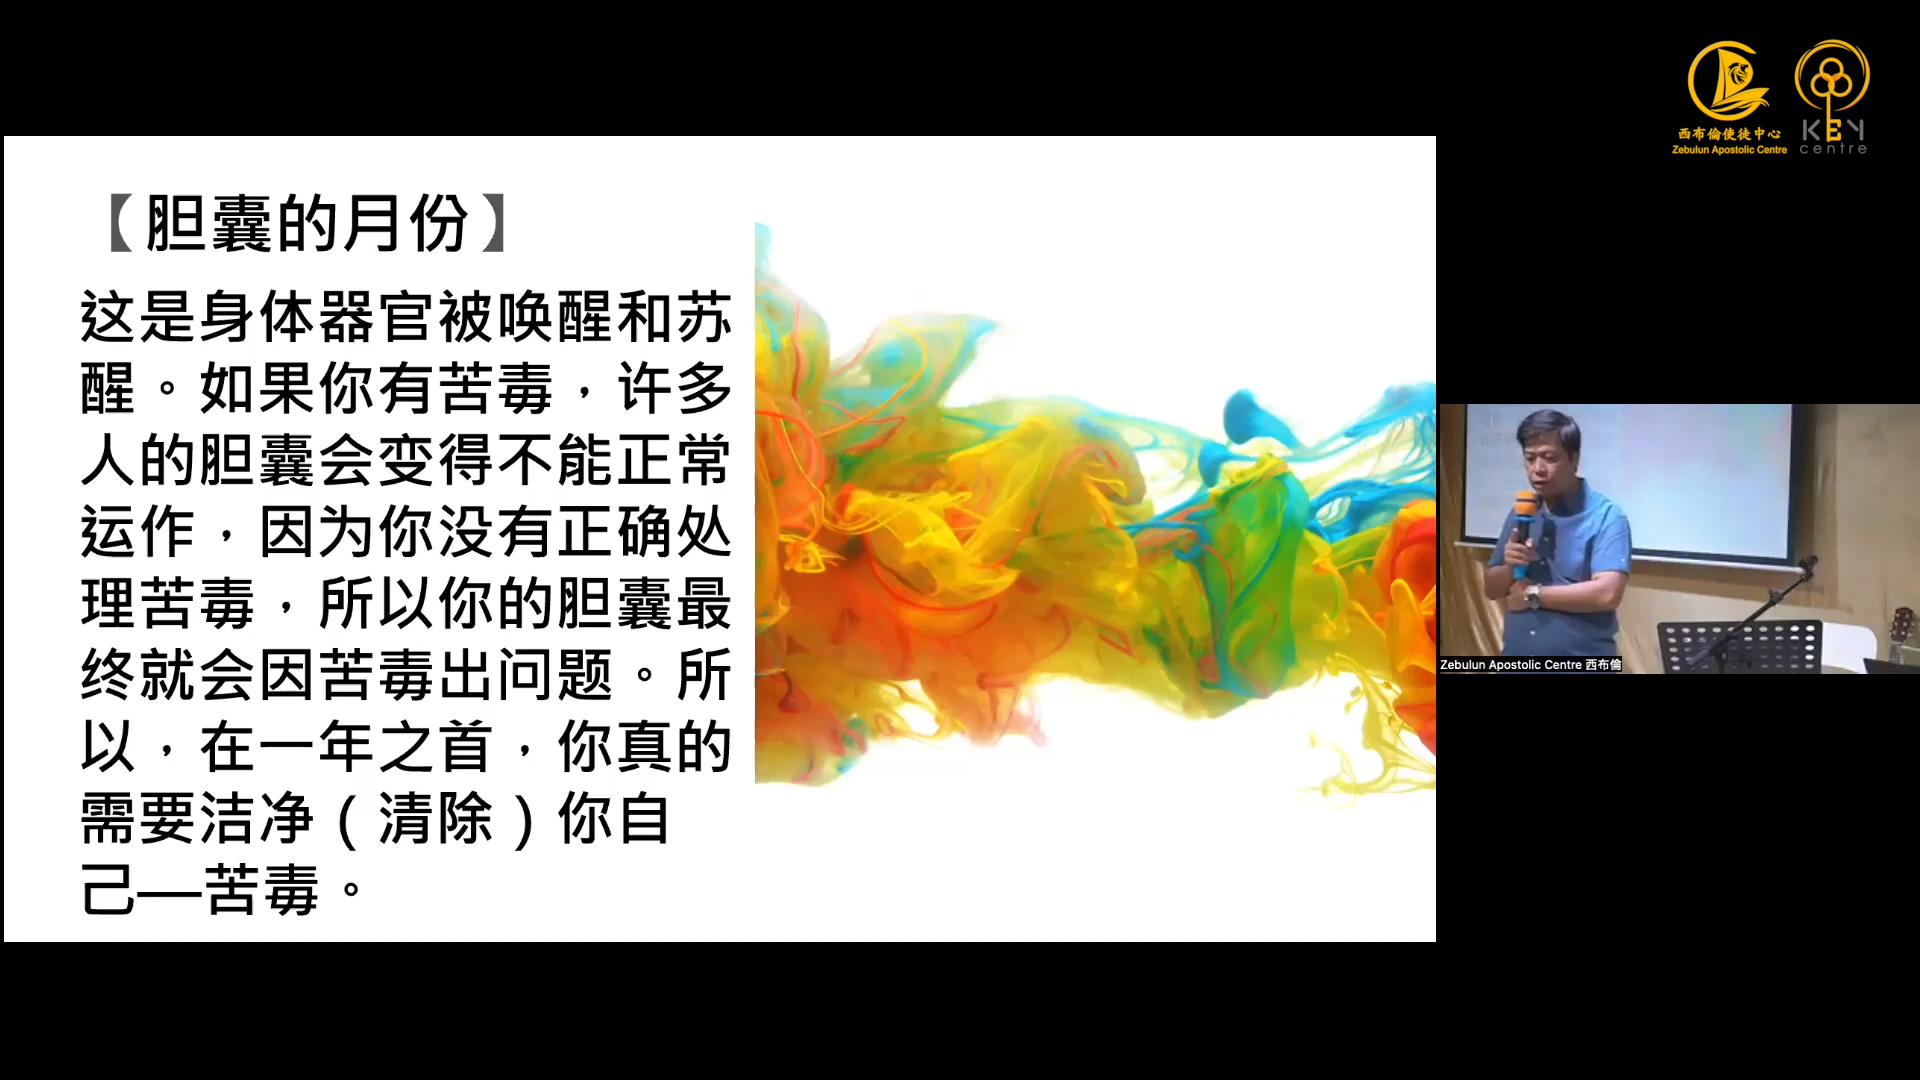 【胆囊的月份】
这是身体器官被唤醒和苏
醒。如果你有苦毒，许多
人的胆囊会变得不能正常
运作，因为你没有正确处
理苦毒，所以你的胆囊最
终就会因苦毒出问题。所
以，在一年之首，你真的
需要洁净（清除）你自
己—苦毒。
西布倫使徒中心
Zebulun Apostolic Centre
KEY
centre
Zebulun Apostolic Centre 西布倫